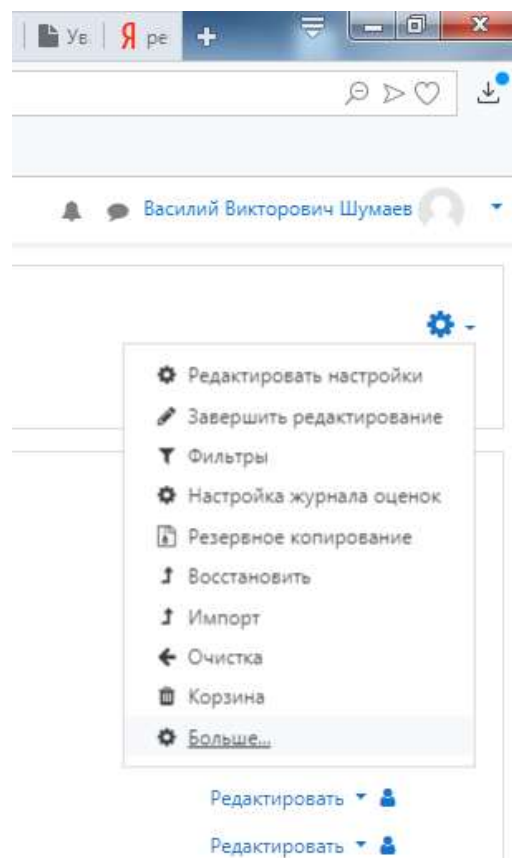 Ув Я ре
Василий Викторович Шумаев
Редактировать настройки
Завершить редактирование
Фильтры
Настройка журнала оценок
Резервное копирование
Восстановить
Импорт
Очистка
Корзина
Больше...
Редактировать
Редактировать